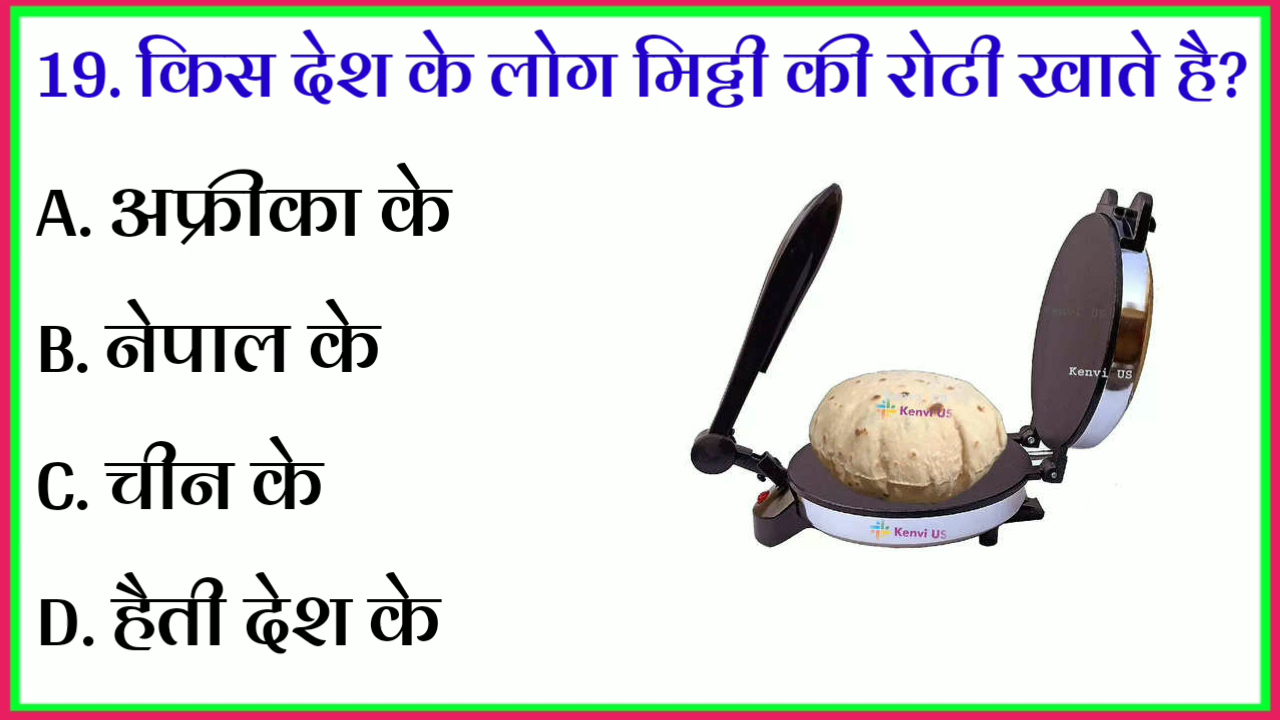 19. किस देश के लोग मिट्टी की रोटी खाते है?
A. अफ्रीका के
B. नेपाल के
C. चीन के
D. हैती देश के
Kenvi US
Kenvi US
Kenvi US